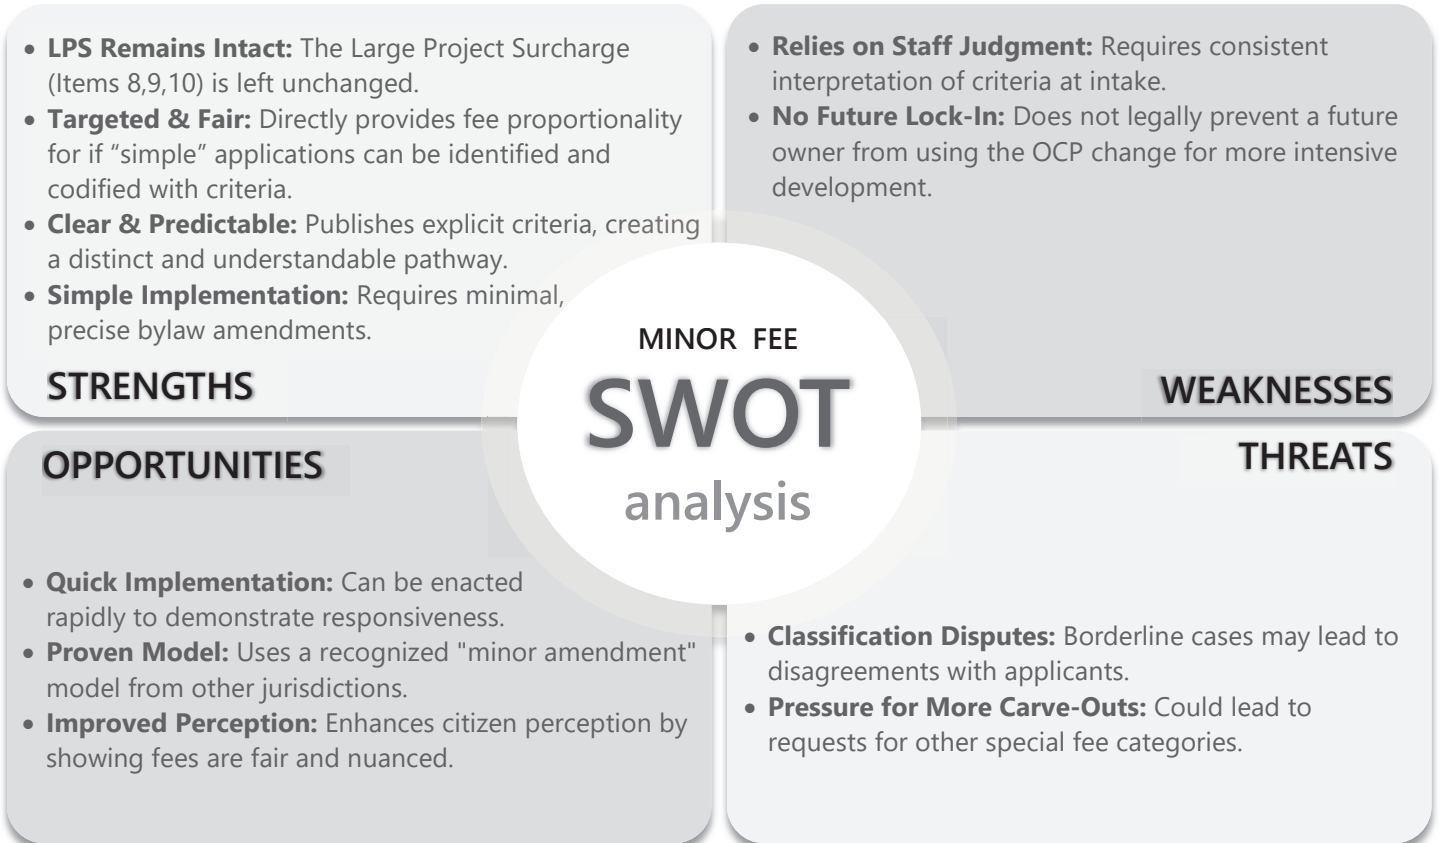 • LPS Remains Intact: The Large Project Surcharge
(Items 8,9,10) is left unchanged.
• Targeted & Fair: Directly provides fee proportionality
for if “simple” applications can be identified and
codified with criteria.
• Clear & Predictable: Publishes explicit criteria, creating
a distinct and understandable pathway.
• Simple Implementation: Requires minimal,
precise bylaw amendments.
STRENGTHS
• Relies on Staff Judgment: Requires consistent
interpretation of criteria at intake.
• No Future Lock-In: Does not legally prevent a future
owner from using the OCP change for more intensive
development.
WEAKNESSES
MINOR FEE
SWOT
analysis
OPPORTUNITIES
• Quick Implementation: Can be enacted
rapidly to demonstrate responsiveness.
• Proven Model: Uses a recognized "minor amendment"
model from other jurisdictions.
• Improved Perception: Enhances citizen perception by
showing fees are fair and nuanced.
THREATS
• Classification Disputes: Borderline cases may lead to
disagreements with applicants.
• Pressure for More Carve-Outs: Could lead to
requests for other special fee categories.